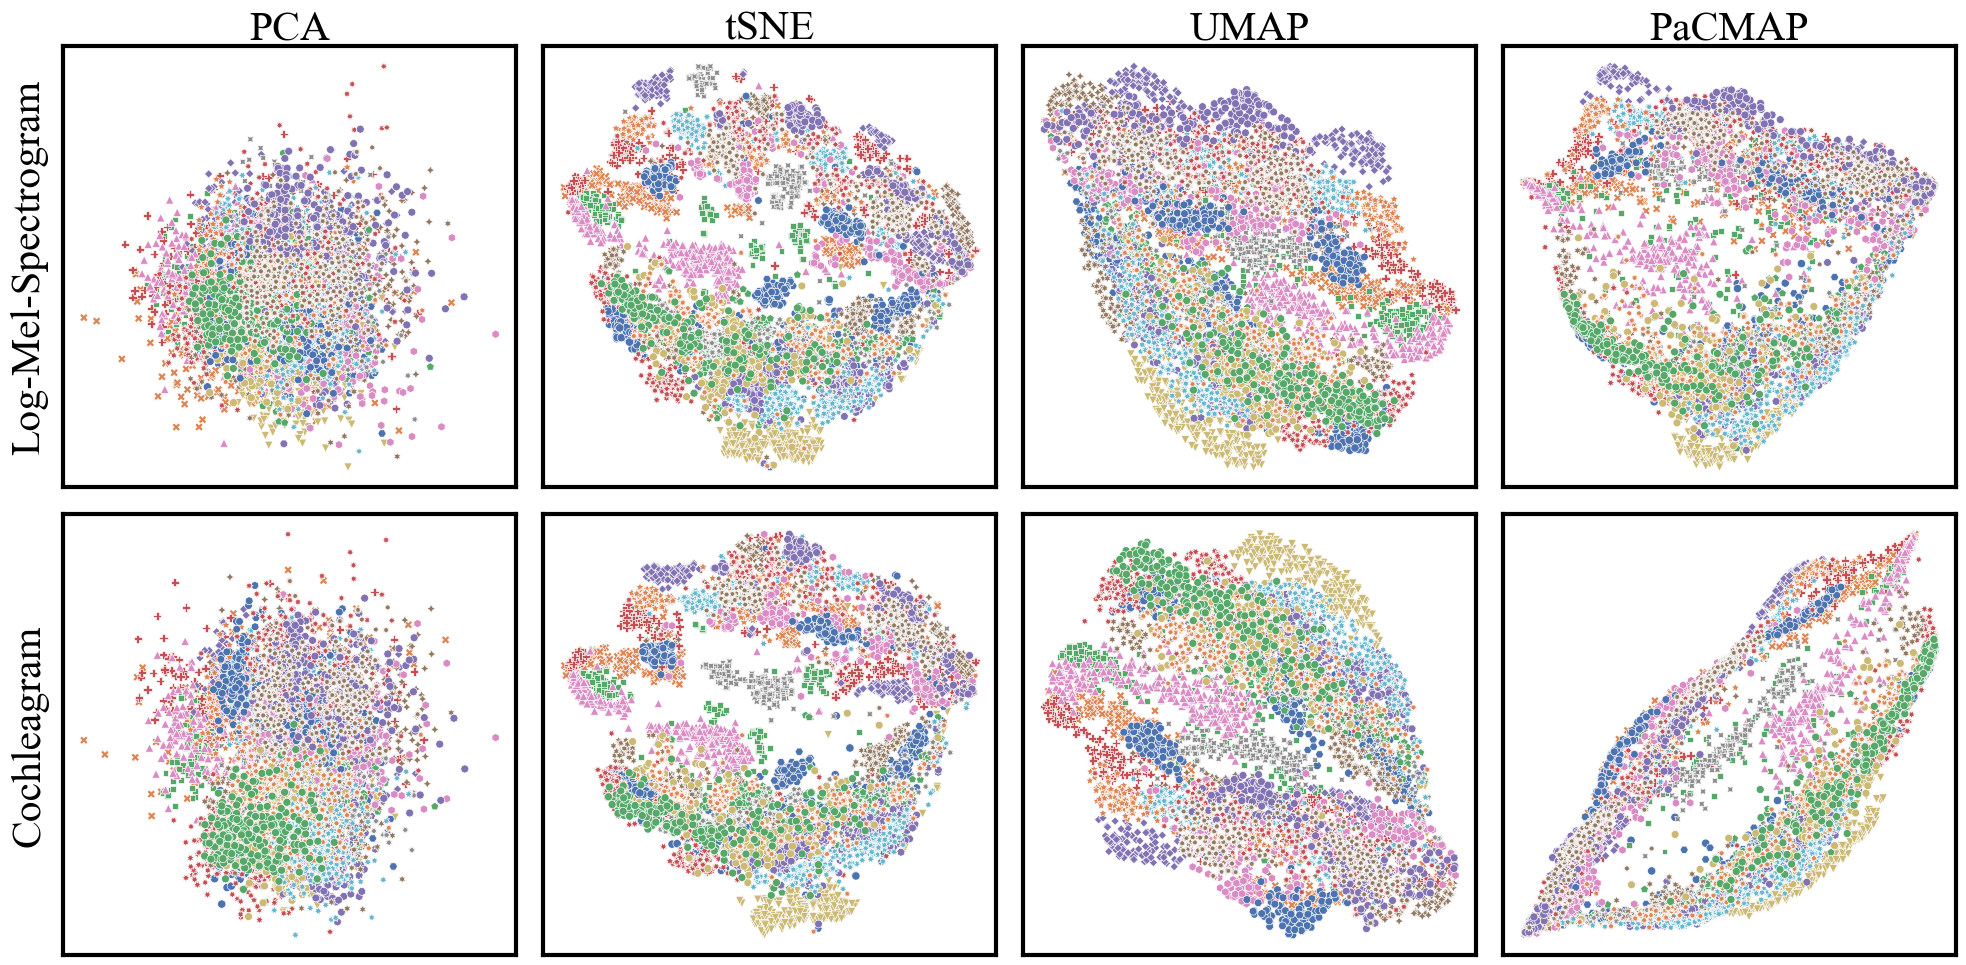 PCA
tSNE
UMAP
PaCMAP
Log-Mel-Spectrogram
Cochleagram